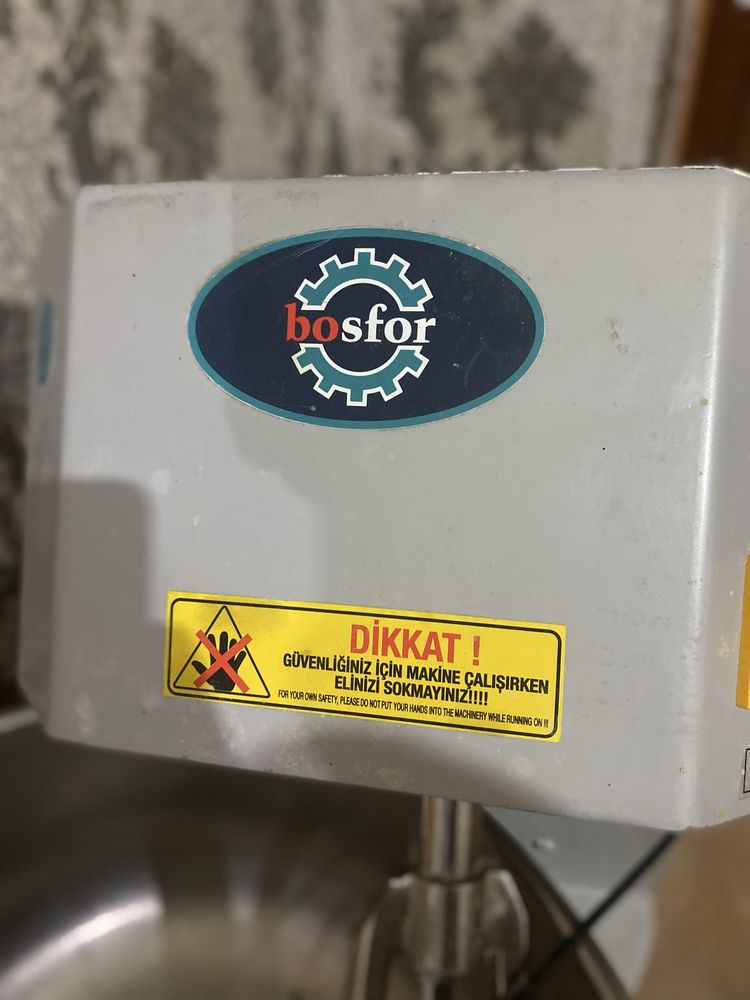 bosfor
DİKKAT !
GÜVENLİĞİNİZ İÇİN MAKİNE ÇALIŞIRKEN
ELİNİZİ SOKMAYINIZ!!!!
FOR YOUR OWN SAFETY, PLEASE DO NOT PUT YOUR HANDS INTO THE MACHINERY WHILE RUNNING ON !!!